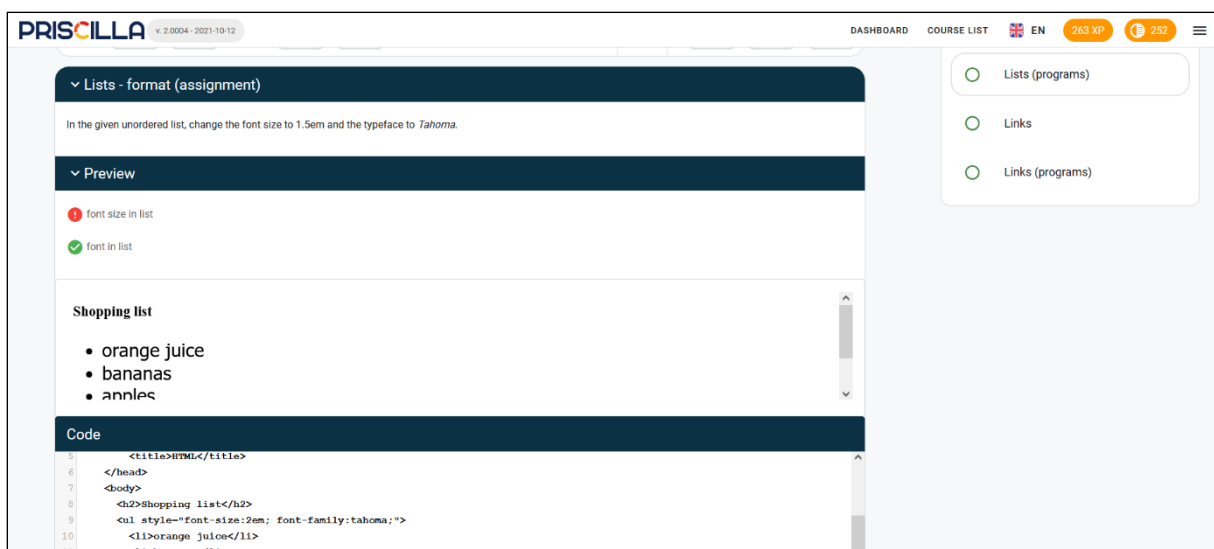 PRISCILLA v. 2.0004 - 2021-10-12 DASHBOARD COURSE LIST EN 263 XP 252
Lists - format (assignment)
Lists (programs)
In the given unordered list, change the font size to 1.5em and the typeface to Tahoma.
Links
Preview
Links (programs)
font size in list
font in list
Shopping list
• orange juice
• bananas
• apples
Code
5 <title>HTML</title>
6 </head>
7 <body>
8 <h2>Shopping list</h2>
9 <ul style="font-size:2em; font-family:tahoma;">
10 <li>orange juice</li>